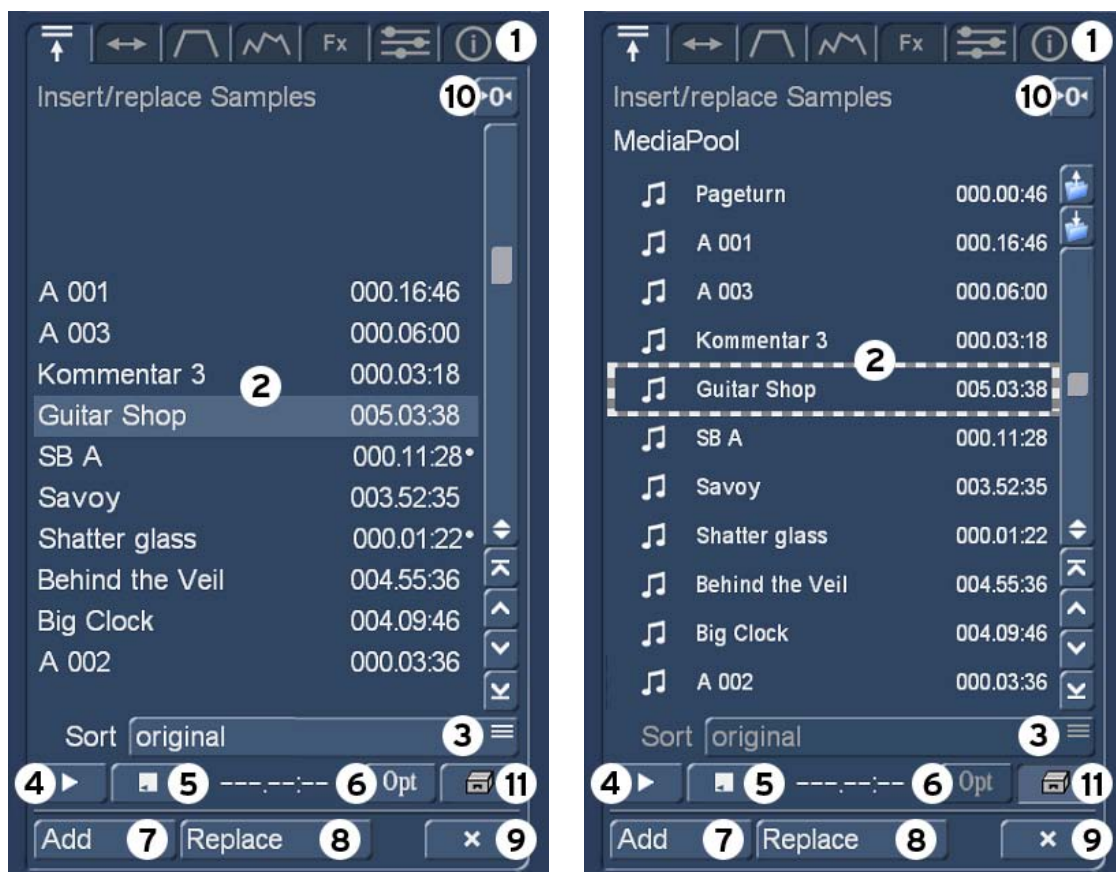 Fx 1
Insert/replace Samples 10 ▸0◂
A 001 000.16:46
A 003 000.06:00
Kommentar 3 000.03:18
2
Guitar Shop 005.03:38
SB A 000.11:28•
Savoy 003.52:35
Shatter glass 000.01:22•
Behind the Veil 004.55:36
Big Clock 004.09:46
A 002 000.03:36
Sort original 3
4 5 ---.--:-- 6 Opt 11
Add 7 Replace 8 × 9
Fx 1
Insert/replace Samples 10 ▸0◂
MediaPool
Pageturn 000.00:46
A 001 000.16:46
A 003 000.06:00
Kommentar 3 000.03:18
2
Guitar Shop 005.03:38
SB A 000.11:28
Savoy 003.52:35
Shatter glass 000.01:22
Behind the Veil 004.55:36
Big Clock 004.09:46
A 002 000.03:36
Sort original 3
4 5 ---.--:-- 6 Opt 11
Add 7 Replace 8 × 9